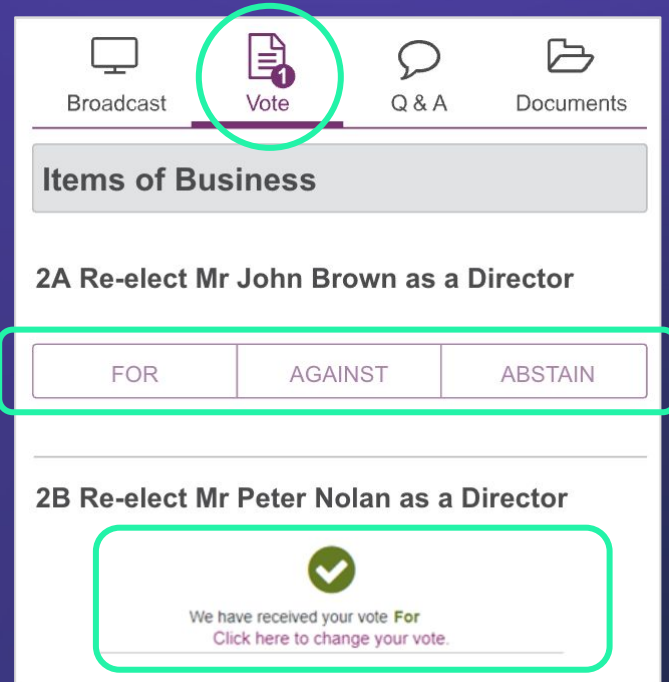 1
Broadcast Vote Q & A Documents
Items of Business
2A Re-elect Mr John Brown as a Director
FOR AGAINST ABSTAIN
2B Re-elect Mr Peter Nolan as a Director
We have received your vote For
Click here to change your vote.